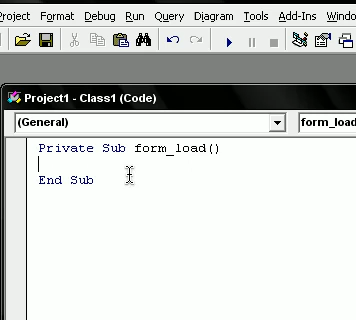 Project Format Debug Run Query Diagram Tools Add-Ins Window
Project1 - Class1 (Code)
(General) form_load
Private Sub form_load()
End Sub